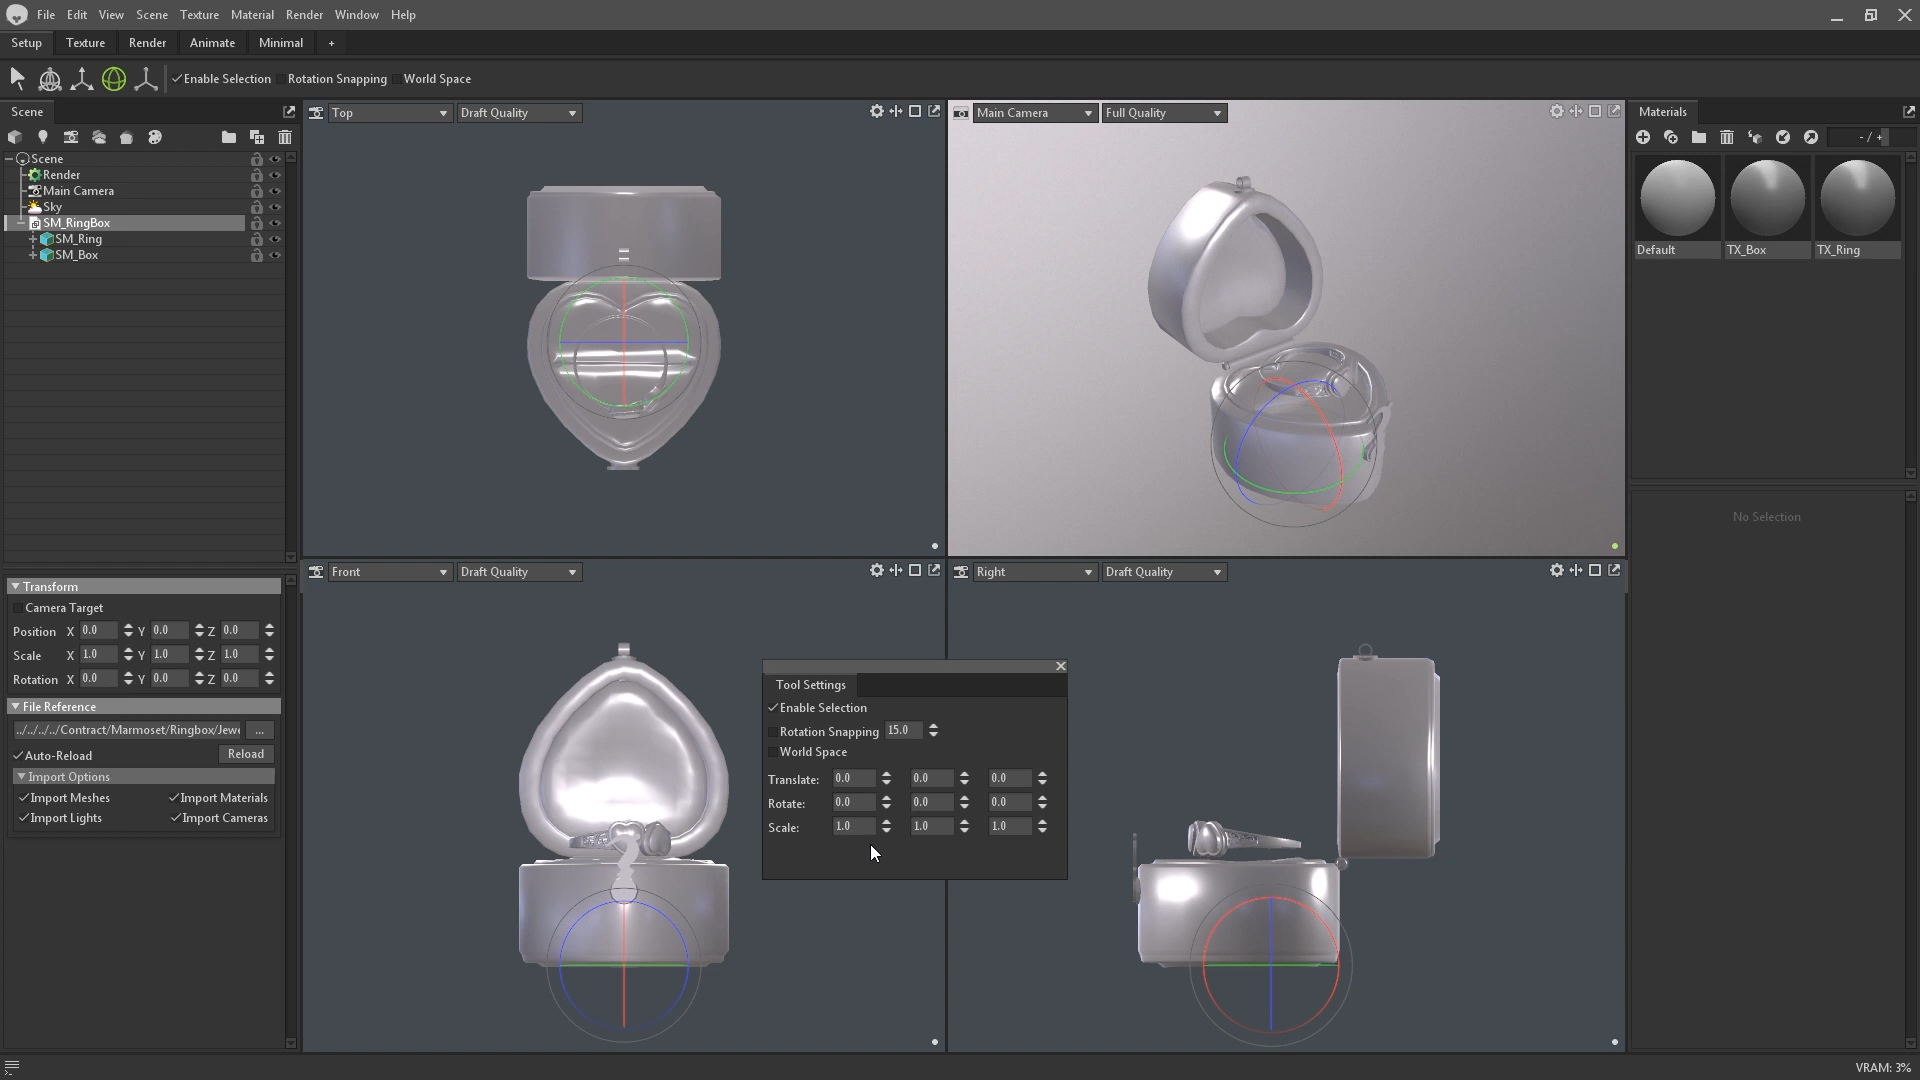 File Edit View Scene Texture Material Render Window Help
Setup Texture Render Animate Minimal +
Enable Selection Rotation Snapping World Space
Scene
Top Draft Quality
Main Camera Full Quality
Materials
- / +
Scene
Render
Main Camera
Sky
SM_RingBox
SM_Ring
SM_Box
Default TX_Box TX_Ring
No Selection
Front Draft Quality
Right Draft Quality
Transform
Camera Target
Position X 0.0 Y 0.0 Z 0.0
Scale X 1.0 Y 1.0 Z 1.0
Rotation X 0.0 Y 0.0 Z 0.0
File Reference
../../../../Contract/Marmoset/Ringbox/Jewe ...
Auto-Reload Reload
Import Options
Import Meshes Import Materials
Import Lights Import Cameras
Tool Settings
Enable Selection
Rotation Snapping 15.0
World Space
Translate: 0.0 0.0 0.0
Rotate: 0.0 0.0 0.0
Scale: 1.0 1.0 1.0
VRAM: 3%